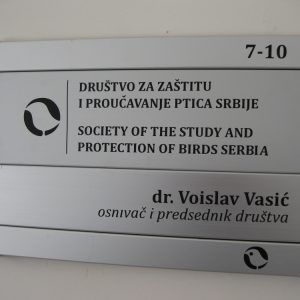 7-10
DRUŠTVO ZA ZAŠTITU
I PROUČAVANJE PTICA SRBIJE
SOCIETY OF THE STUDY AND
PROTECTION OF BIRDS SERBIA
dr. Voislav Vasić
osnivač i predsednik društva